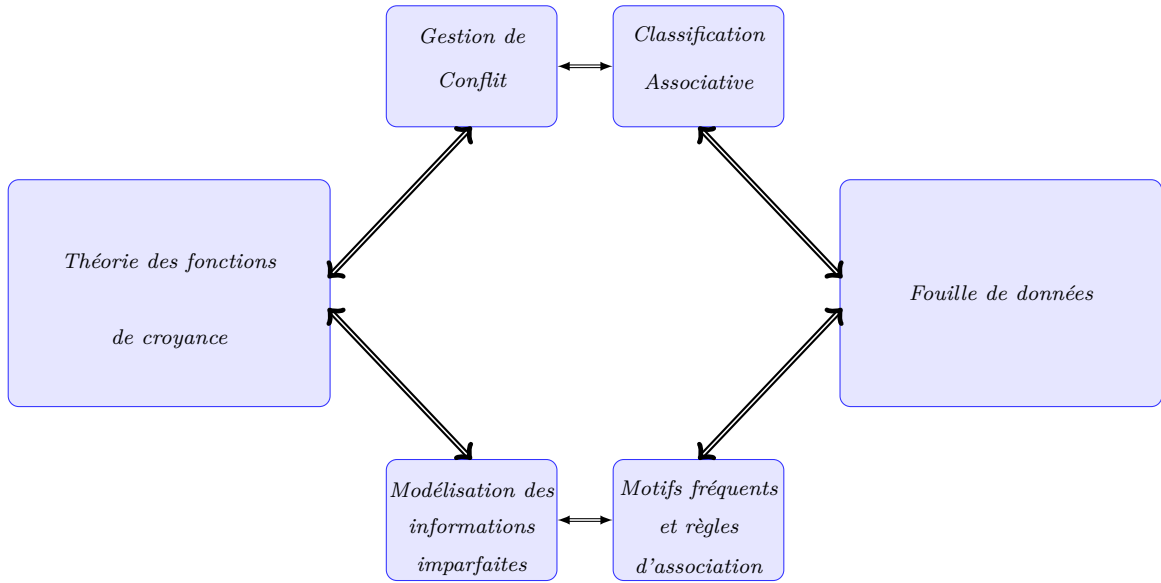 Gestion de
Conflit
Classification
Associative
Théorie des fonctions
de croyance
Fouille de données
Modélisation des
informations
imparfaites
Motifs fréquents
et règles
d'association